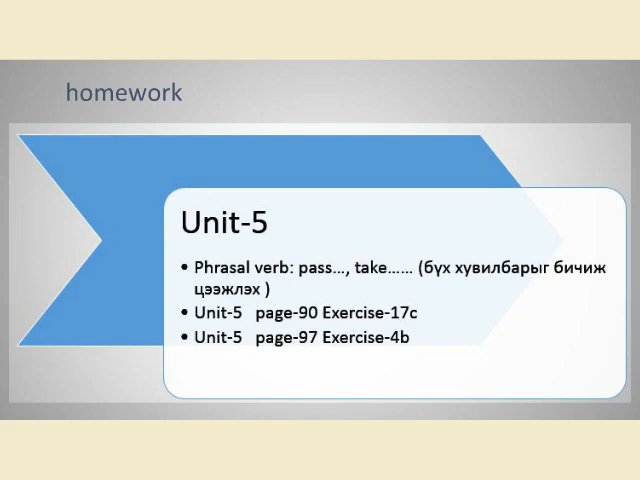 homework
Unit-5
• Phrasal verb: pass…, take…… (бүх хувилбарыг бичиж
цээжлэх )
• Unit-5 page-90 Exercise-17c
• Unit-5 page-97 Exercise-4b